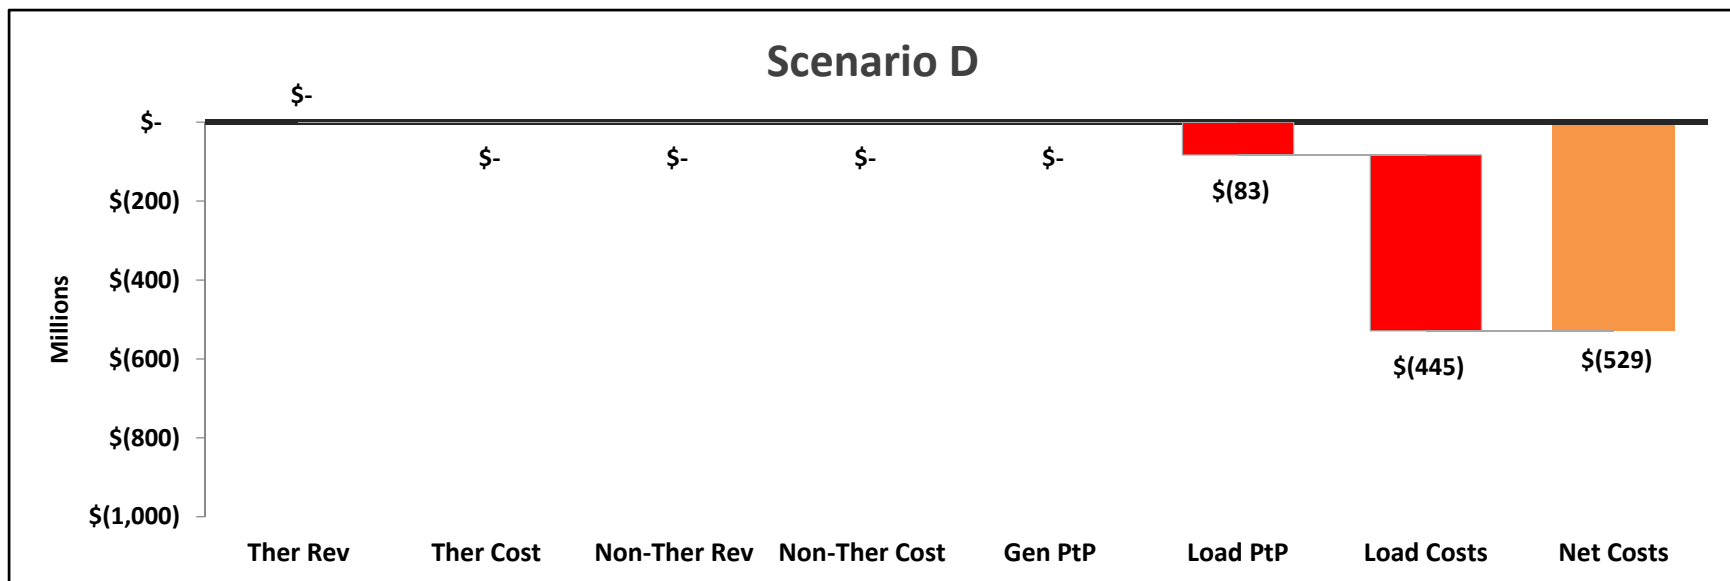 Scenario D
$-
$-
$-
$-
$-
$-
$(200)
$(83)
$(400)
Millions
$(600)
$(445)
$(529)
$(800)
$(1,000)
Ther Rev
Ther Cost
Non-Ther Rev
Non-Ther Cost
Gen PtP
Load PtP
Load Costs
Net Costs